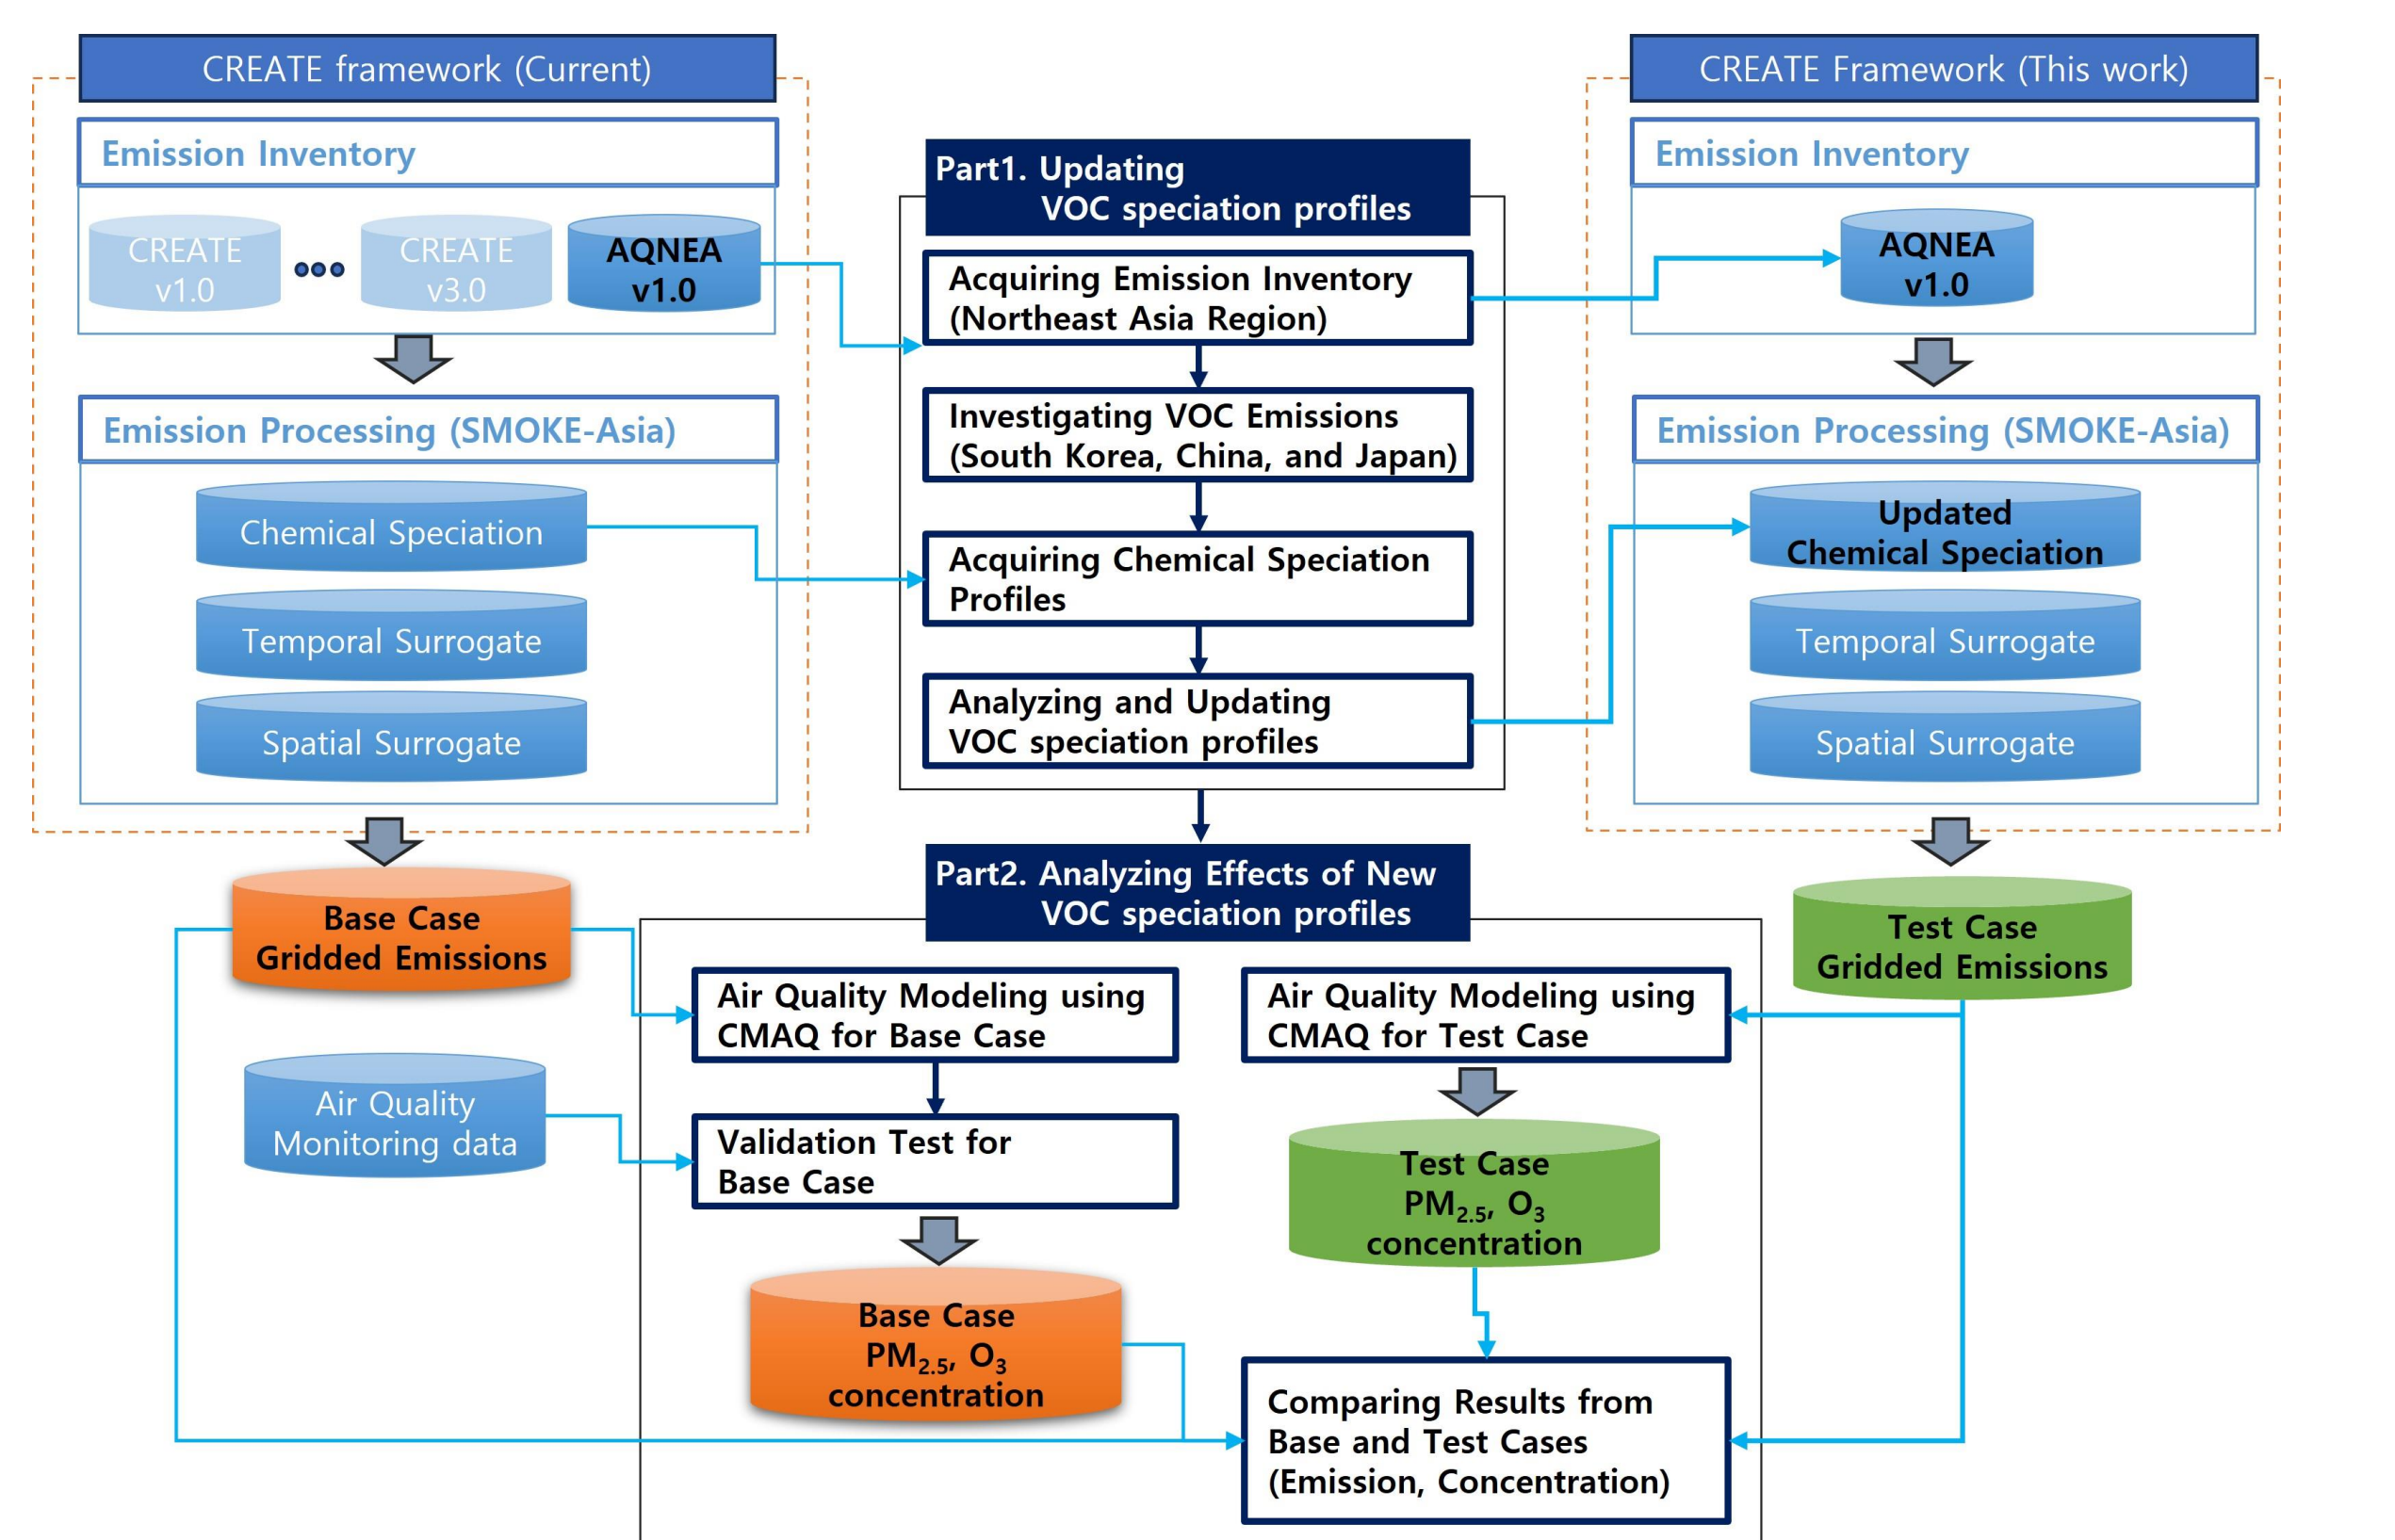 CREATE framework (Current)
Emission Inventory
CREATE
v1.0
CREATE
v3.0
AQNEA
v1.0
Emission Processing (SMOKE-Asia)
Chemical Speciation
Temporal Surrogate
Spatial Surrogate
Base Case
Gridded Emissions
Air Quality
Monitoring data
Part1. Updating
VOC speciation profiles
Acquiring Emission Inventory
(Northeast Asia Region)
Investigating VOC Emissions
(South Korea, China, and Japan)
Acquiring Chemical Speciation
Profiles
Analyzing and Updating
VOC speciation profiles
Part2. Analyzing Effects of New
VOC speciation profiles
Air Quality Modeling using
CMAQ for Base Case
Validation Test for
Base Case
Base Case
PM2.5, O3
concentration
Air Quality Modeling using
CMAQ for Test Case
Test Case
PM2.5, O3
concentration
Comparing Results from
Base and Test Cases
(Emission, Concentration)
CREATE Framework (This work)
Emission Inventory
AQNEA
v1.0
Emission Processing (SMOKE-Asia)
Updated
Chemical Speciation
Temporal Surrogate
Spatial Surrogate
Test Case
Gridded Emissions